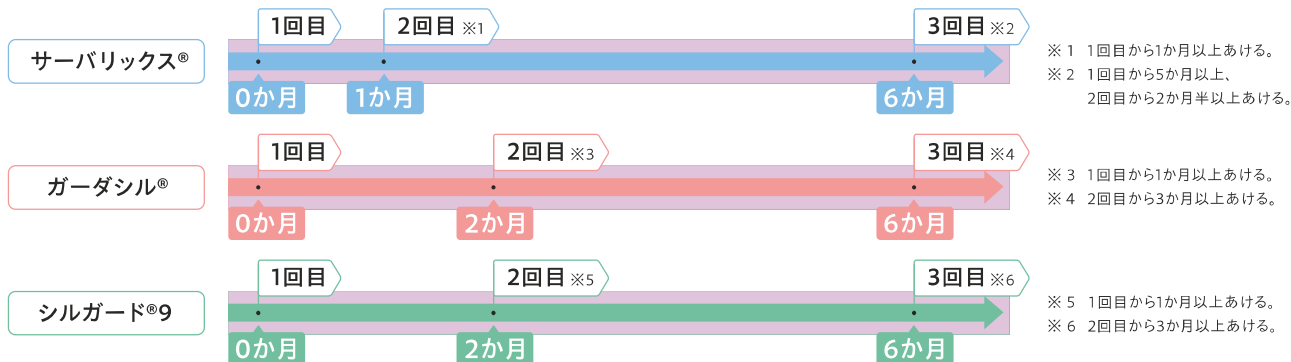 1回目
2回目 ※1
3回目 ※2
サーバリックス®
0か月
1か月
6か月
※1 1回目から1か月以上あける。
※2 1回目から5か月以上、
2回目から2か月半以上あける。
1回目
2回目 ※3
3回目 ※4
ガーダシル®
0か月
2か月
6か月
※3 1回目から1か月以上あける。
※4 2回目から3か月以上あける。
1回目
2回目 ※5
3回目 ※6
シルガード®9
0か月
2か月
6か月
※5 1回目から1か月以上あける。
※6 2回目から3か月以上あける。